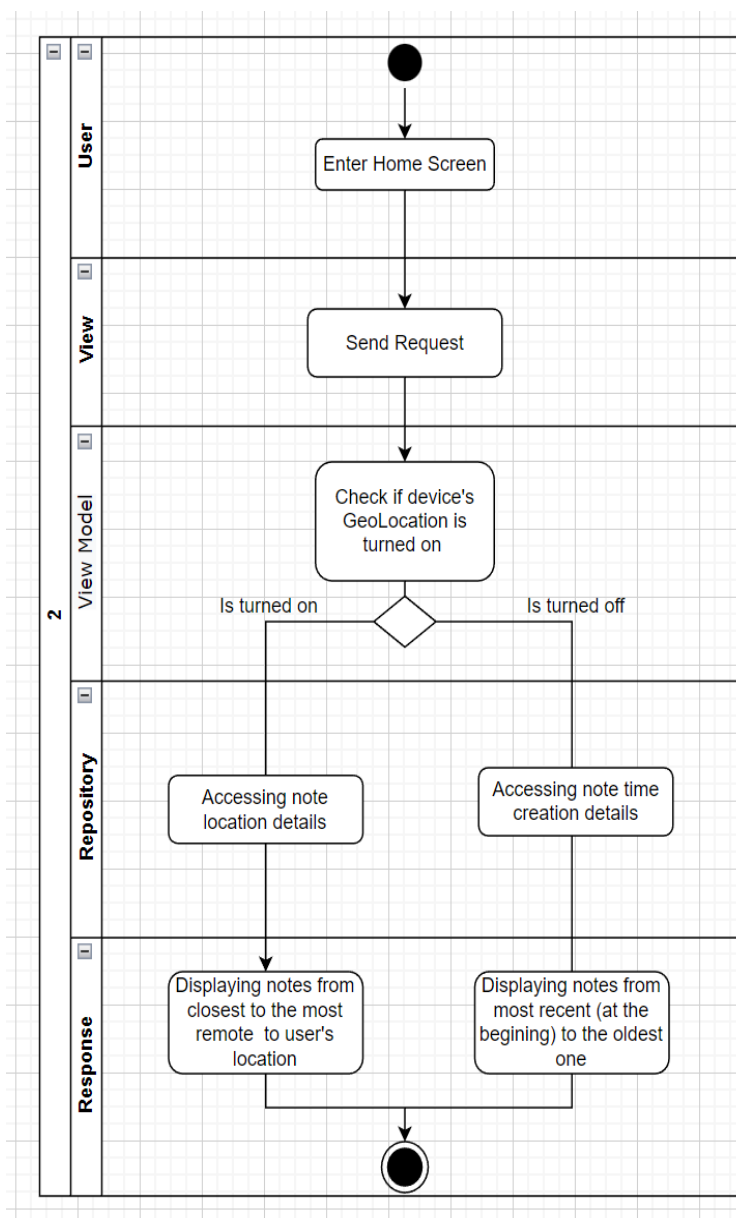 2
User
Enter Home Screen
View
Send Request
View Model
Check if device's
GeoLocation is
turned on
Is turned on
Is turned off
Repository
Accessing note
location details
Accessing note time
creation details
Response
Displaying notes from
closest to the most
remote to user's
location
Displaying notes from
most recent (at the
begining) to the oldest
one